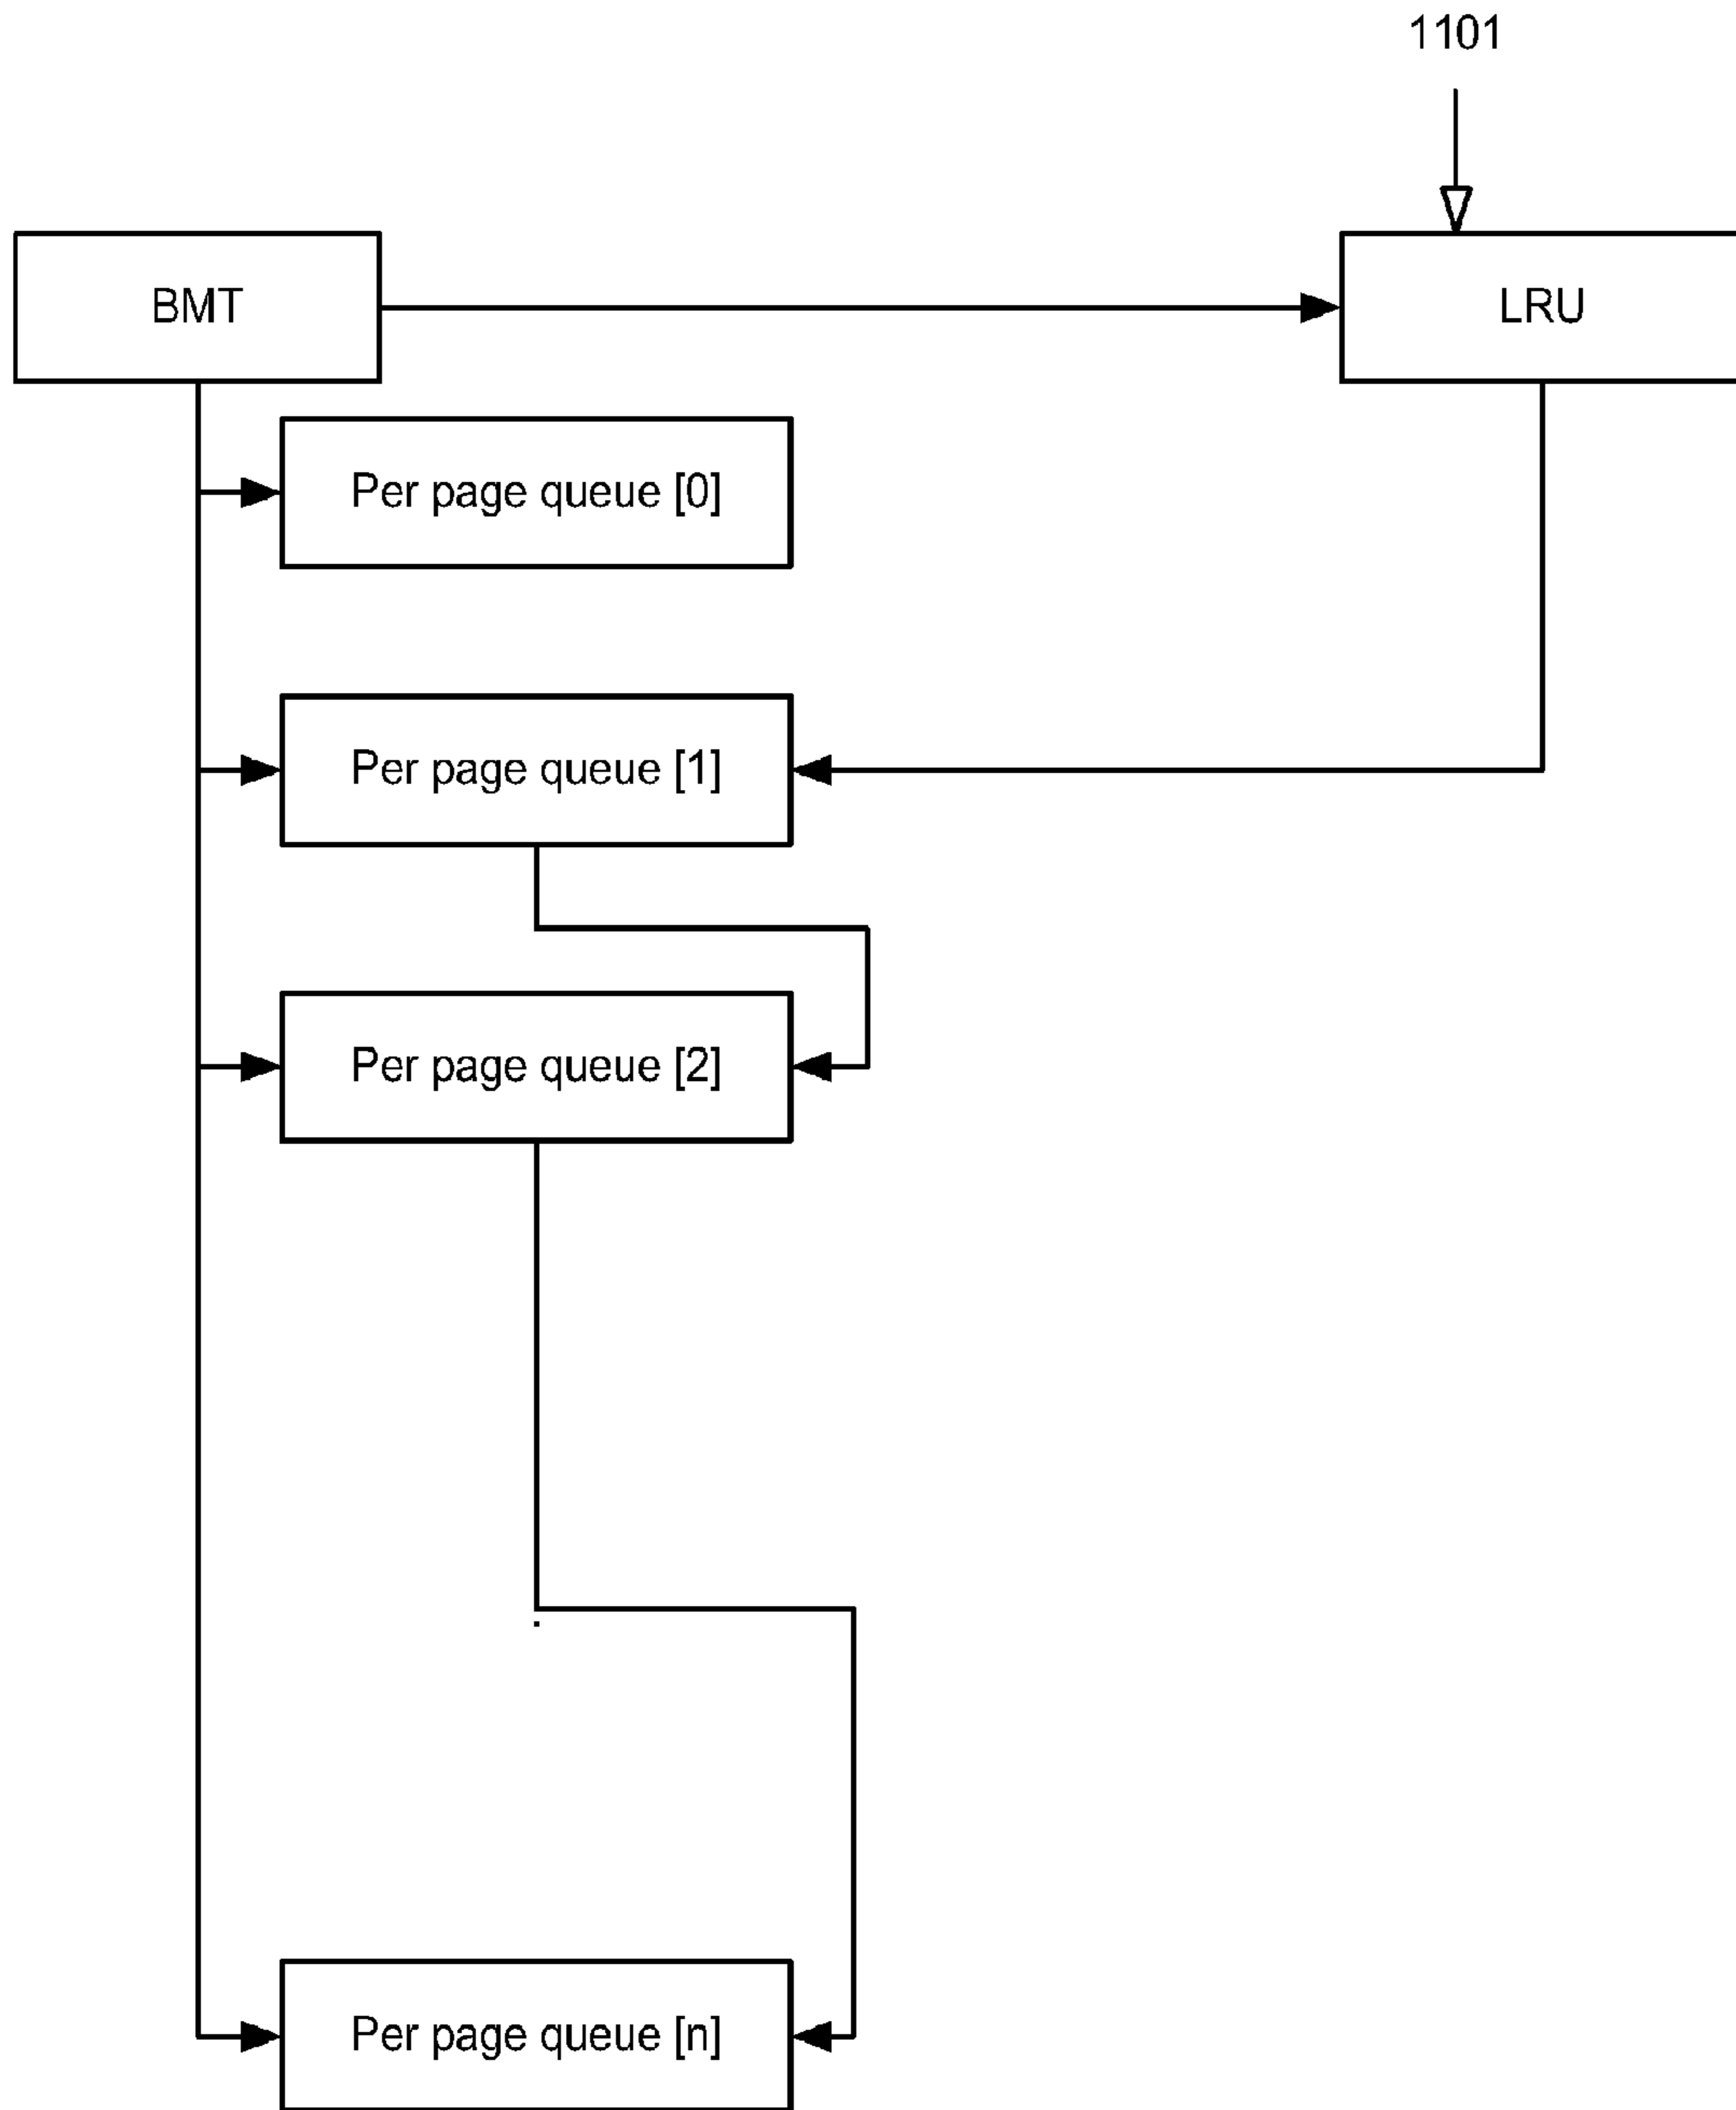 1101
BMT
LRU
Per page queue [0]
Per page queue [1]
Per page queue [2]
Per page queue [n]